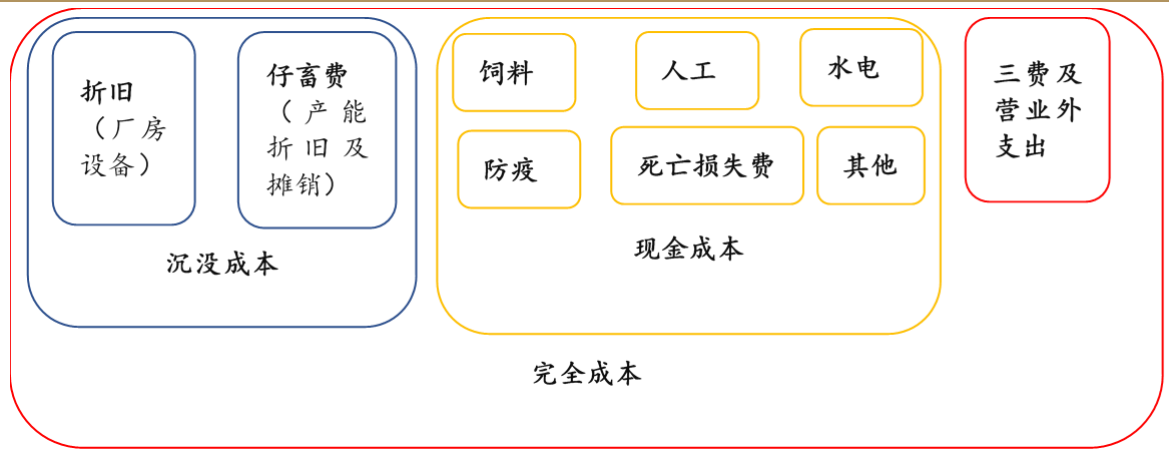 折旧
（厂房
设备）
仔畜费
（产能
折旧及
摊销）
沉没成本
饲料
人工
水电
防疫
死亡损失费
其他
现金成本
三费及
营业外
支出
完全成本